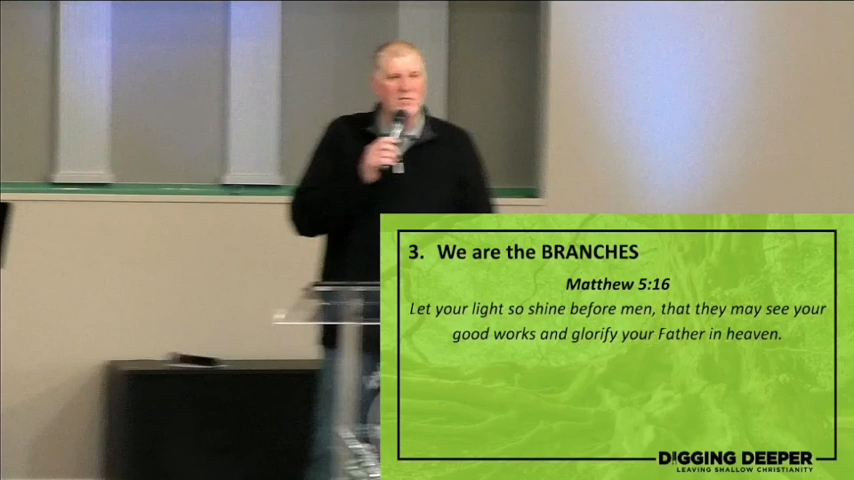 3. We are the BRANCHES
Matthew 5:16
Let your light so shine before men, that they may see your
good works and glorify your Father in heaven.
DIGGING DEEPER
LEAVING SHALLOW CHRISTIANITY